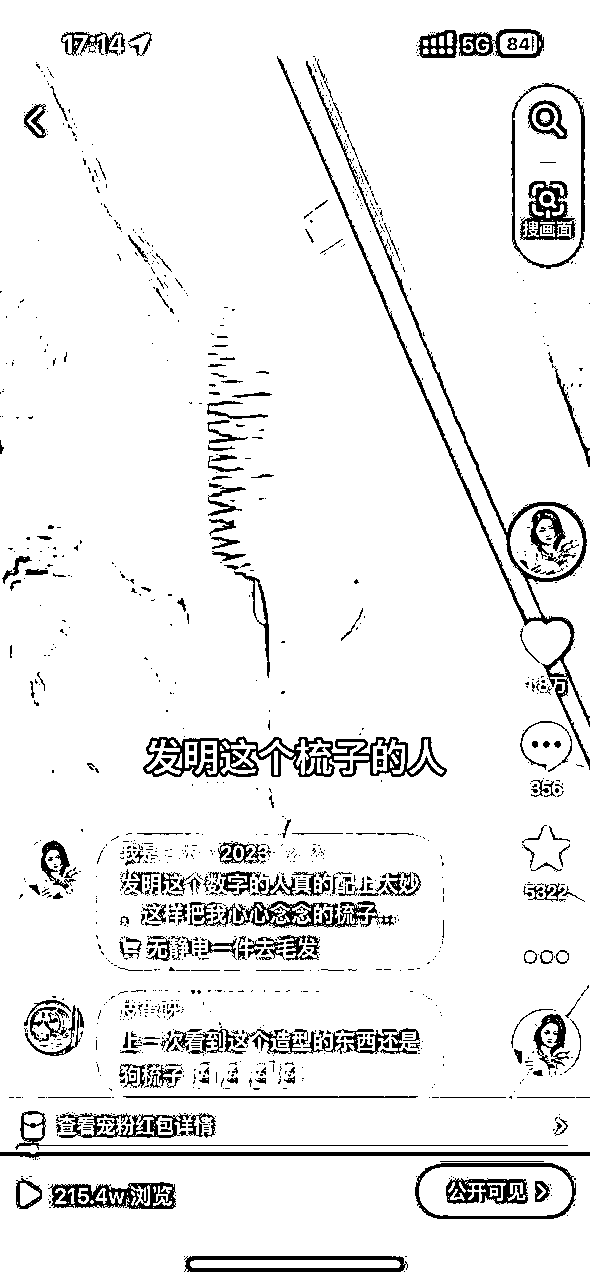 17:14
5G 84
搜画面
1.8万
发明这个梳子的人
356
我是 2023
发明这个数字的人真的配上太妙
。这样把我心心念念的梳子...
无静电一件去毛发
5322
上一次看到这个造型的东西还是
狗梳子
查看宠粉红包详情
215.4w 浏览
公开可见